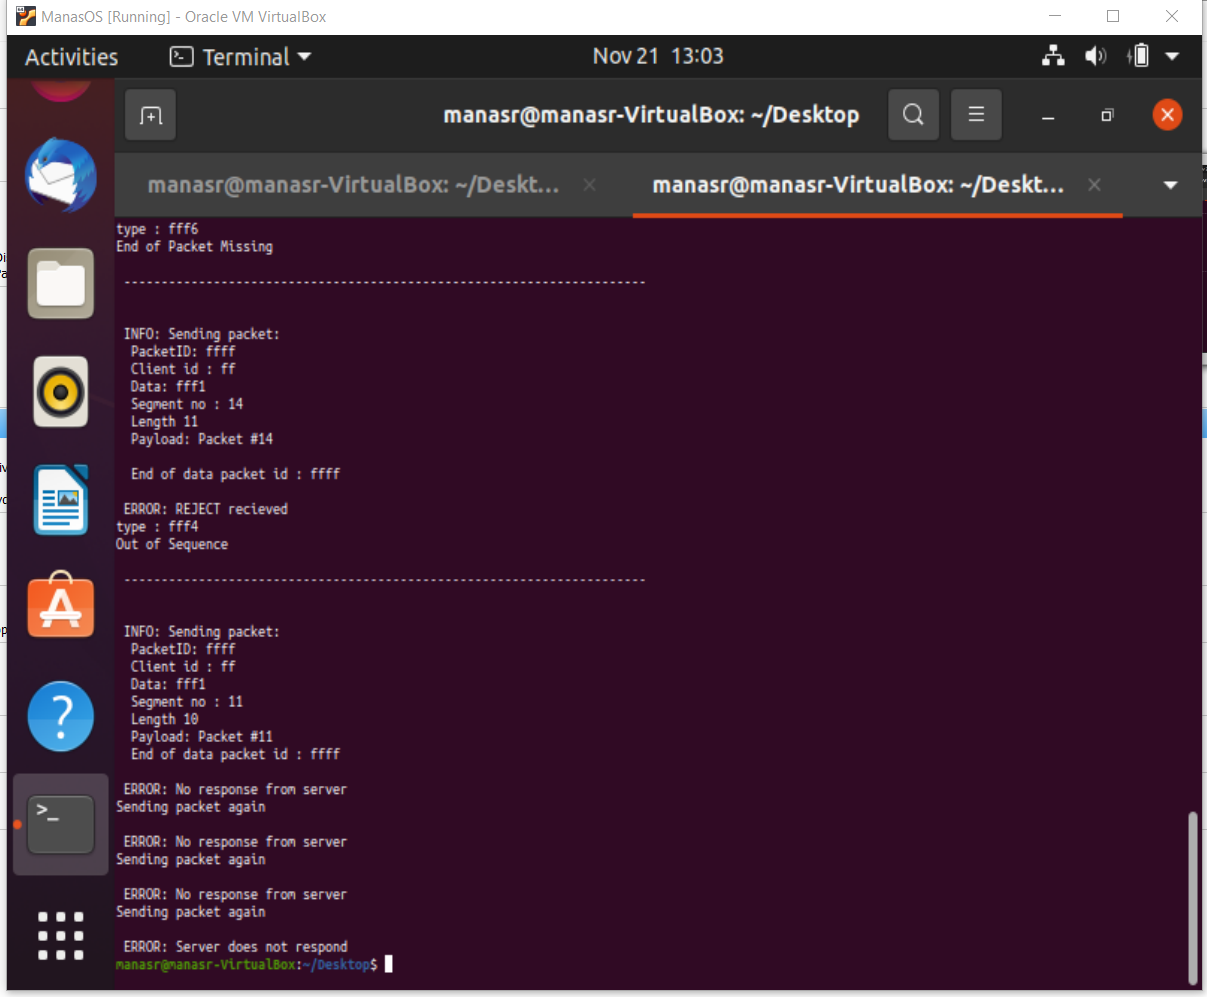 ManasOS [Running] - Oracle VM VirtualBox
Activities Terminal Nov 21 13:03
manasr@manasr-VirtualBox: ~/Desktop
manasr@manasr-VirtualBox: ~/Deskt... manasr@manasr-VirtualBox: ~/Deskt...
type : fff6
End of Packet Missing
----------------------------------------------------------------------
INFO: Sending packet:
PacketID: ffff
Client id : ff
Data: fff1
Segment no : 14
Length 11
Payload: Packet #14
End of data packet id : ffff
ERROR: REJECT recieved
type : fff4
Out of Sequence
----------------------------------------------------------------------
INFO: Sending packet:
PacketID: ffff
Client id : ff
Data: fff1
Segment no : 11
Length 10
Payload: Packet #11
End of data packet id : ffff
ERROR: No response from server
Sending packet again
ERROR: No response from server
Sending packet again
ERROR: No response from server
Sending packet again
ERROR: Server does not respond
manasr@manasr-VirtualBox:~/Desktop$